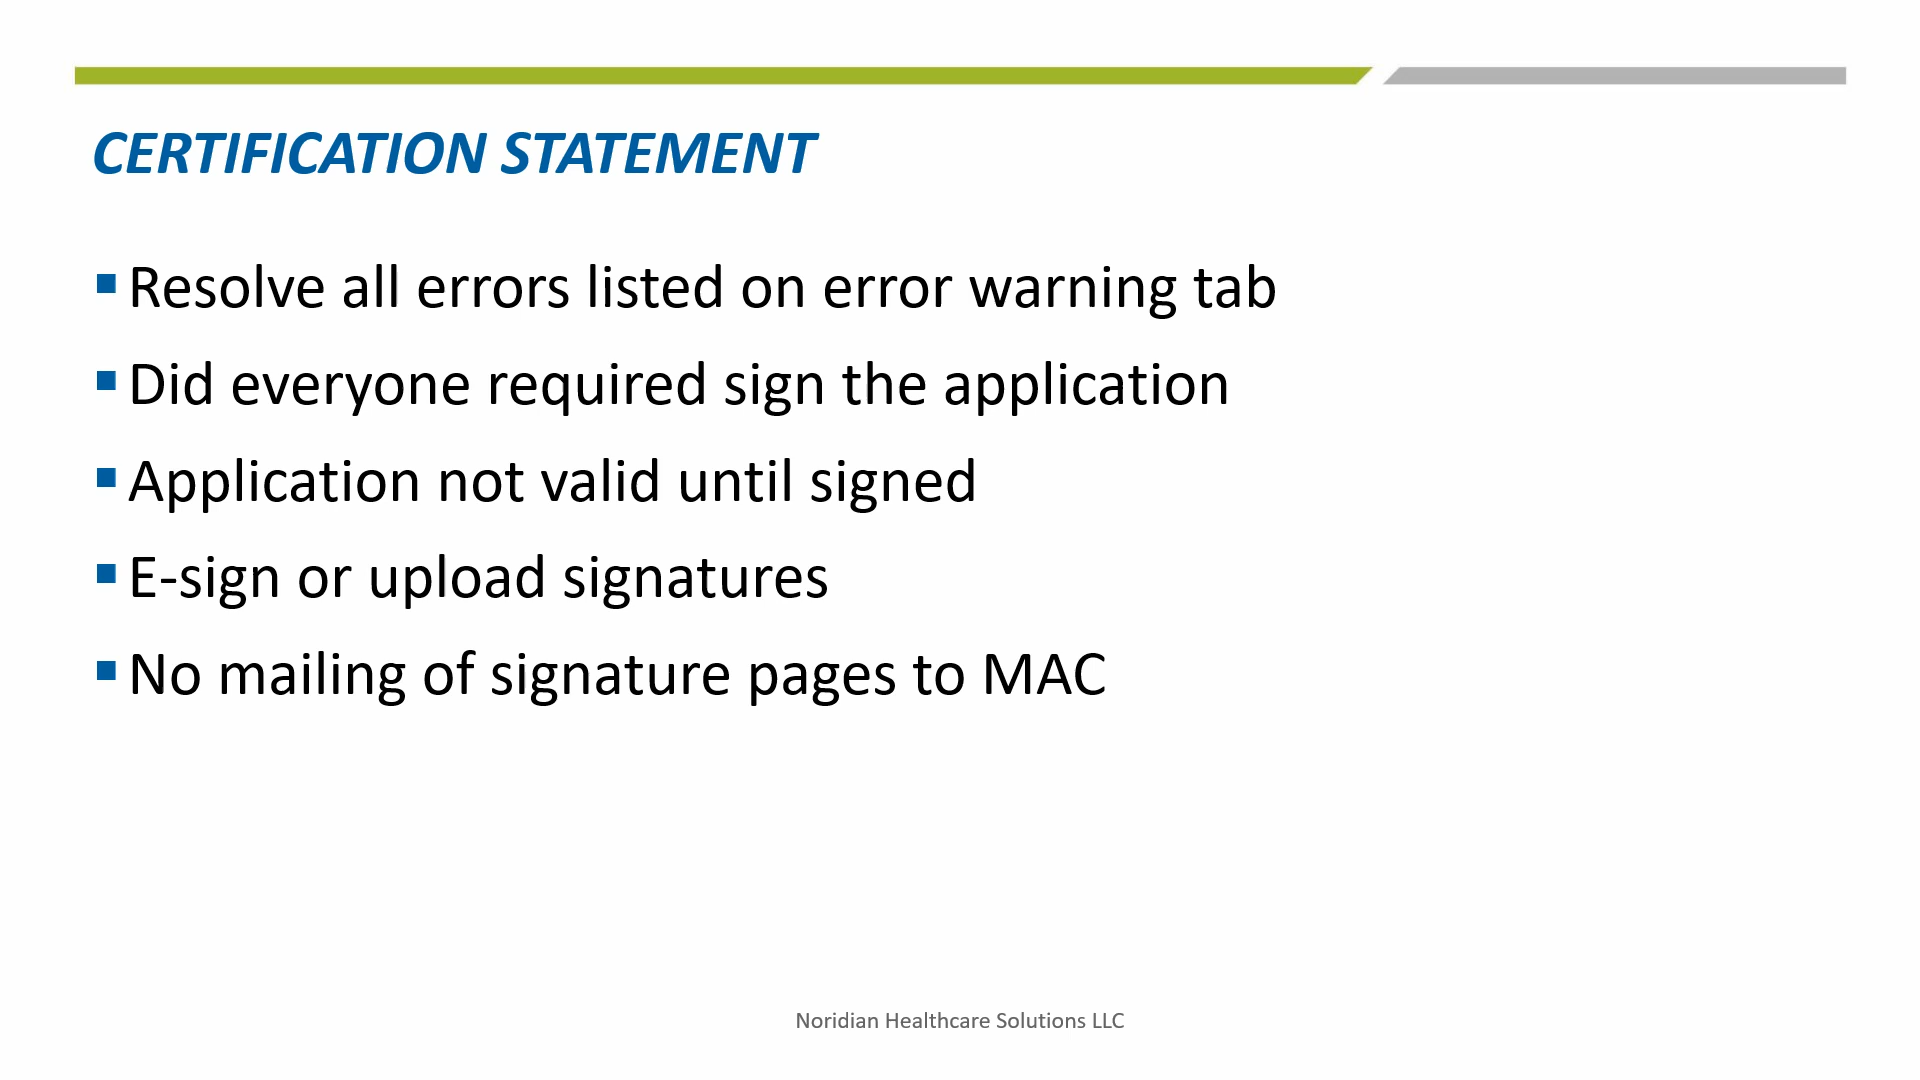 CERTIFICATION STATEMENT
▪Resolve all errors listed on error warning tab
▪Did everyone required sign the application
▪Application not valid until signed
▪E-sign or upload signatures
▪No mailing of signature pages to MAC
Noridian Healthcare Solutions LLC